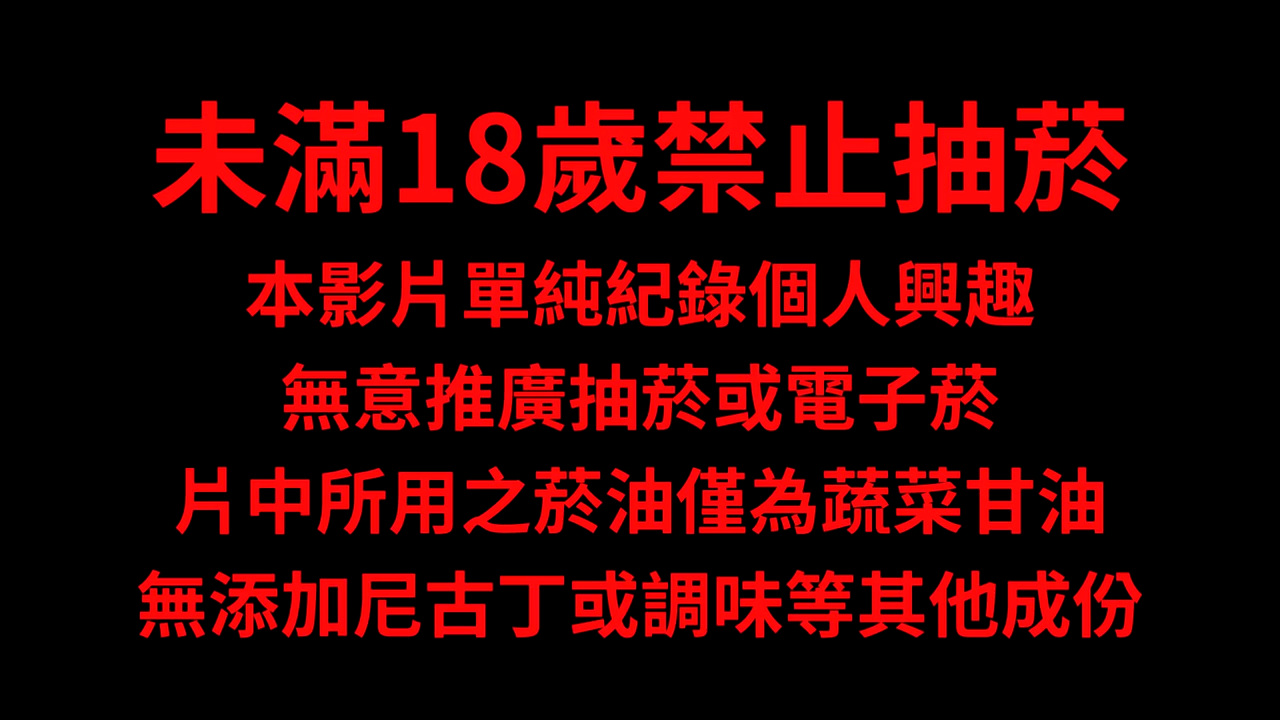 未滿18歲禁止抽菸
本影片單純紀錄個人興趣
無意推廣抽菸或電子菸
片中所用之菸油僅為蔬菜甘油
無添加尼古丁或調味等其他成份